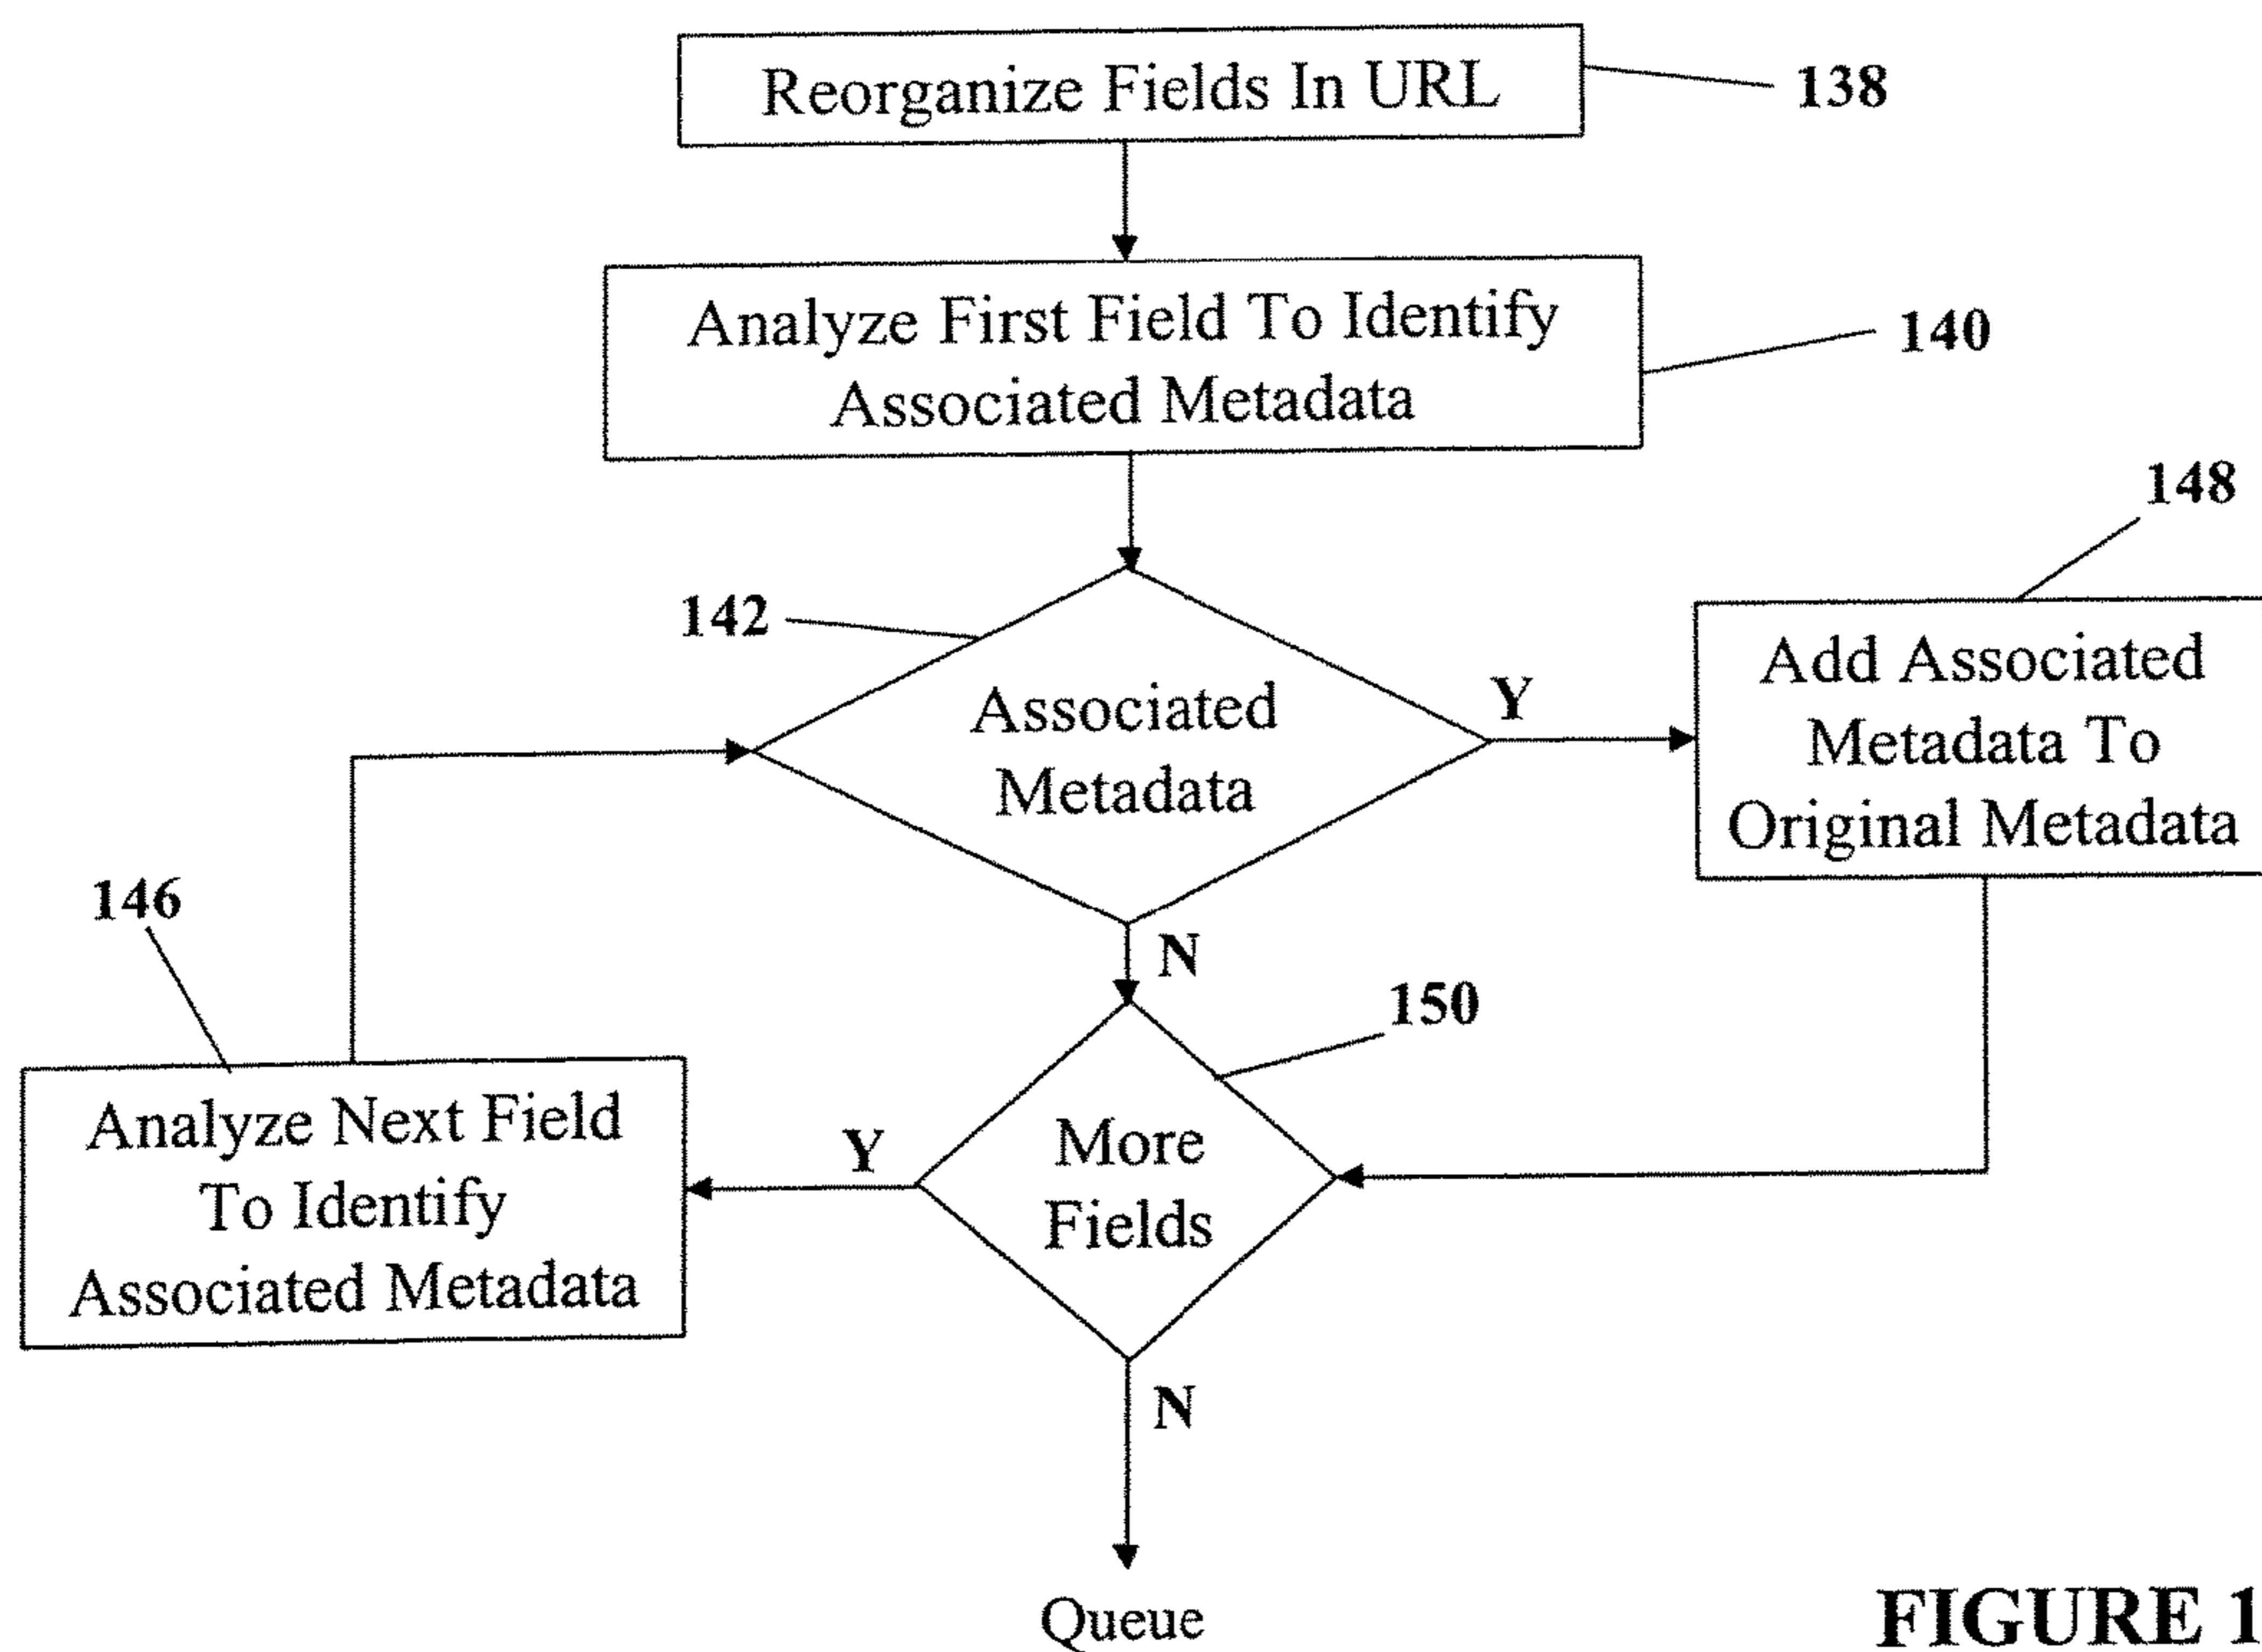 Reorganize Fields In URL
138
Analyze First Field To Identify
Associated Metadata
140
148
142
Associated
Metadata
Y
Add Associated
Metadata To
Original Metadata
N
146
150
Analyze Next Field
To Identify
Associated Metadata
Y
More
Fields
N
Queue
FIGURE 1